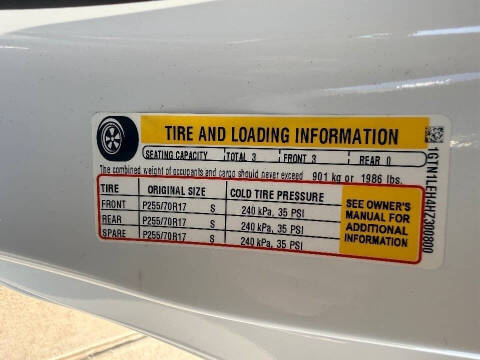 TIRE AND LOADING INFORMATION
SEATING CAPACITY TOTAL 3 FRONT 3 REAR 0
The combined weight of occupants and cargo should never exceed 901 kg or 1986 lbs.
TIRE ORIGINAL SIZE COLD TIRE PRESSURE
FRONT P255/70R17 S 240 kPa, 35 PSI
REAR P255/70R17 S 240 kPa, 35 PSI
SPARE P255/70R17 S 240 kPa, 35 PSI
SEE OWNER'S
MANUAL FOR
ADDITIONAL
INFORMATION
1GTN1LEH4HZ300800